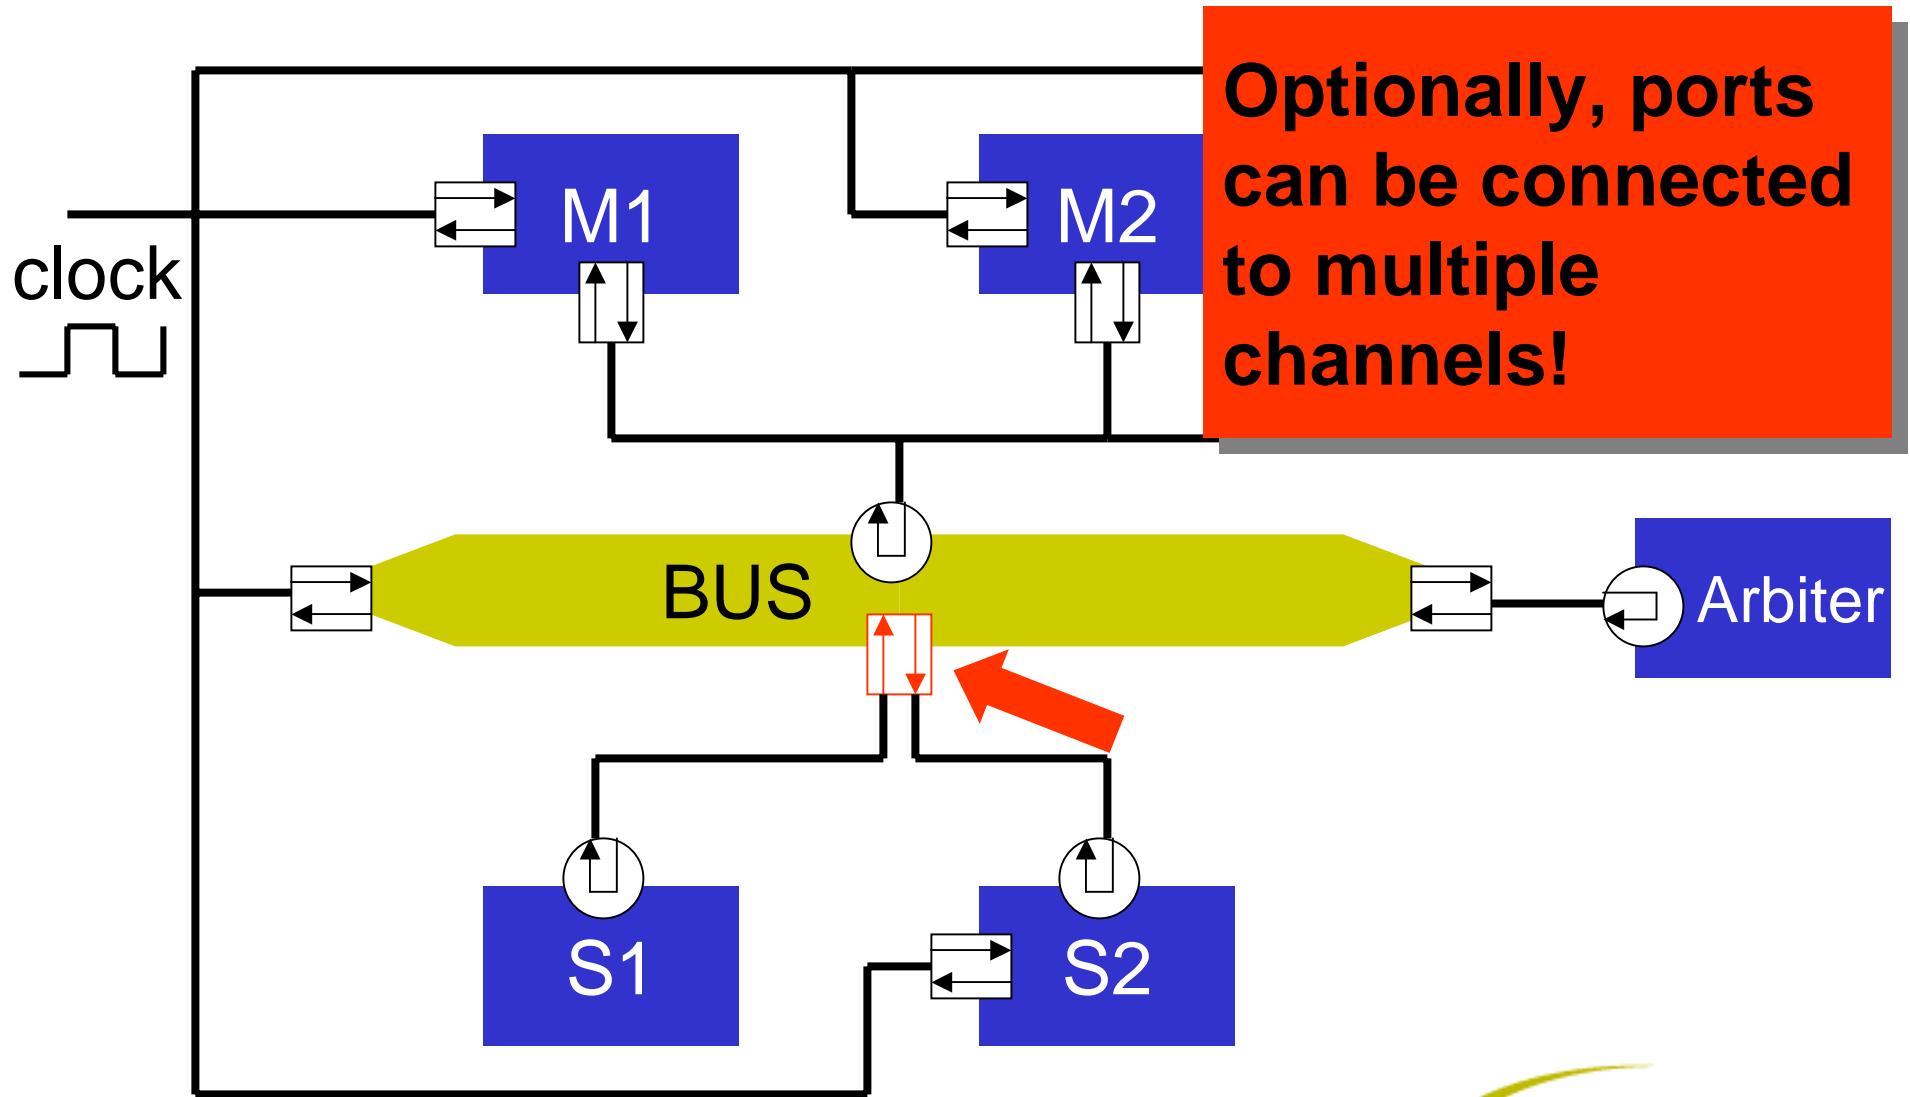 Optionally, ports
can be connected
to multiple
channels!
M1
M2
clock
BUS
Arbiter
S1
S2